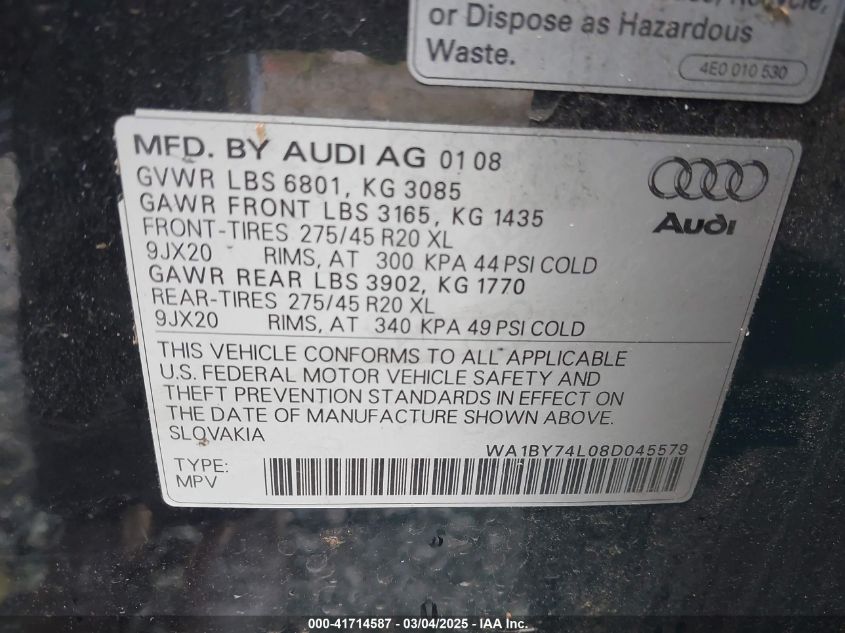 or Dispose as Hazardous
Waste.
4E0 010 530
MFD. BY AUDI AG 01 08
GVWR LBS 6801, KG 3085
GAWR FRONT LBS 3165, KG 1435
FRONT-TIRES 275/45 R20 XL
9JX20 RIMS, AT 300 KPA 44 PSI COLD
GAWR REAR LBS 3902, KG 1770
REAR-TIRES 275/45 R20 XL
9JX20 RIMS, AT 340 KPA 49 PSI COLD
Audi
THIS VEHICLE CONFORMS TO ALL APPLICABLE
U.S. FEDERAL MOTOR VEHICLE SAFETY AND
THEFT PREVENTION STANDARDS IN EFFECT ON
THE DATE OF MANUFACTURE SHOWN ABOVE.
SLOVAKIA
WA1BY74L08D045579
TYPE:
MPV
000-41714587 - 03/04/2025 - IAA Inc.